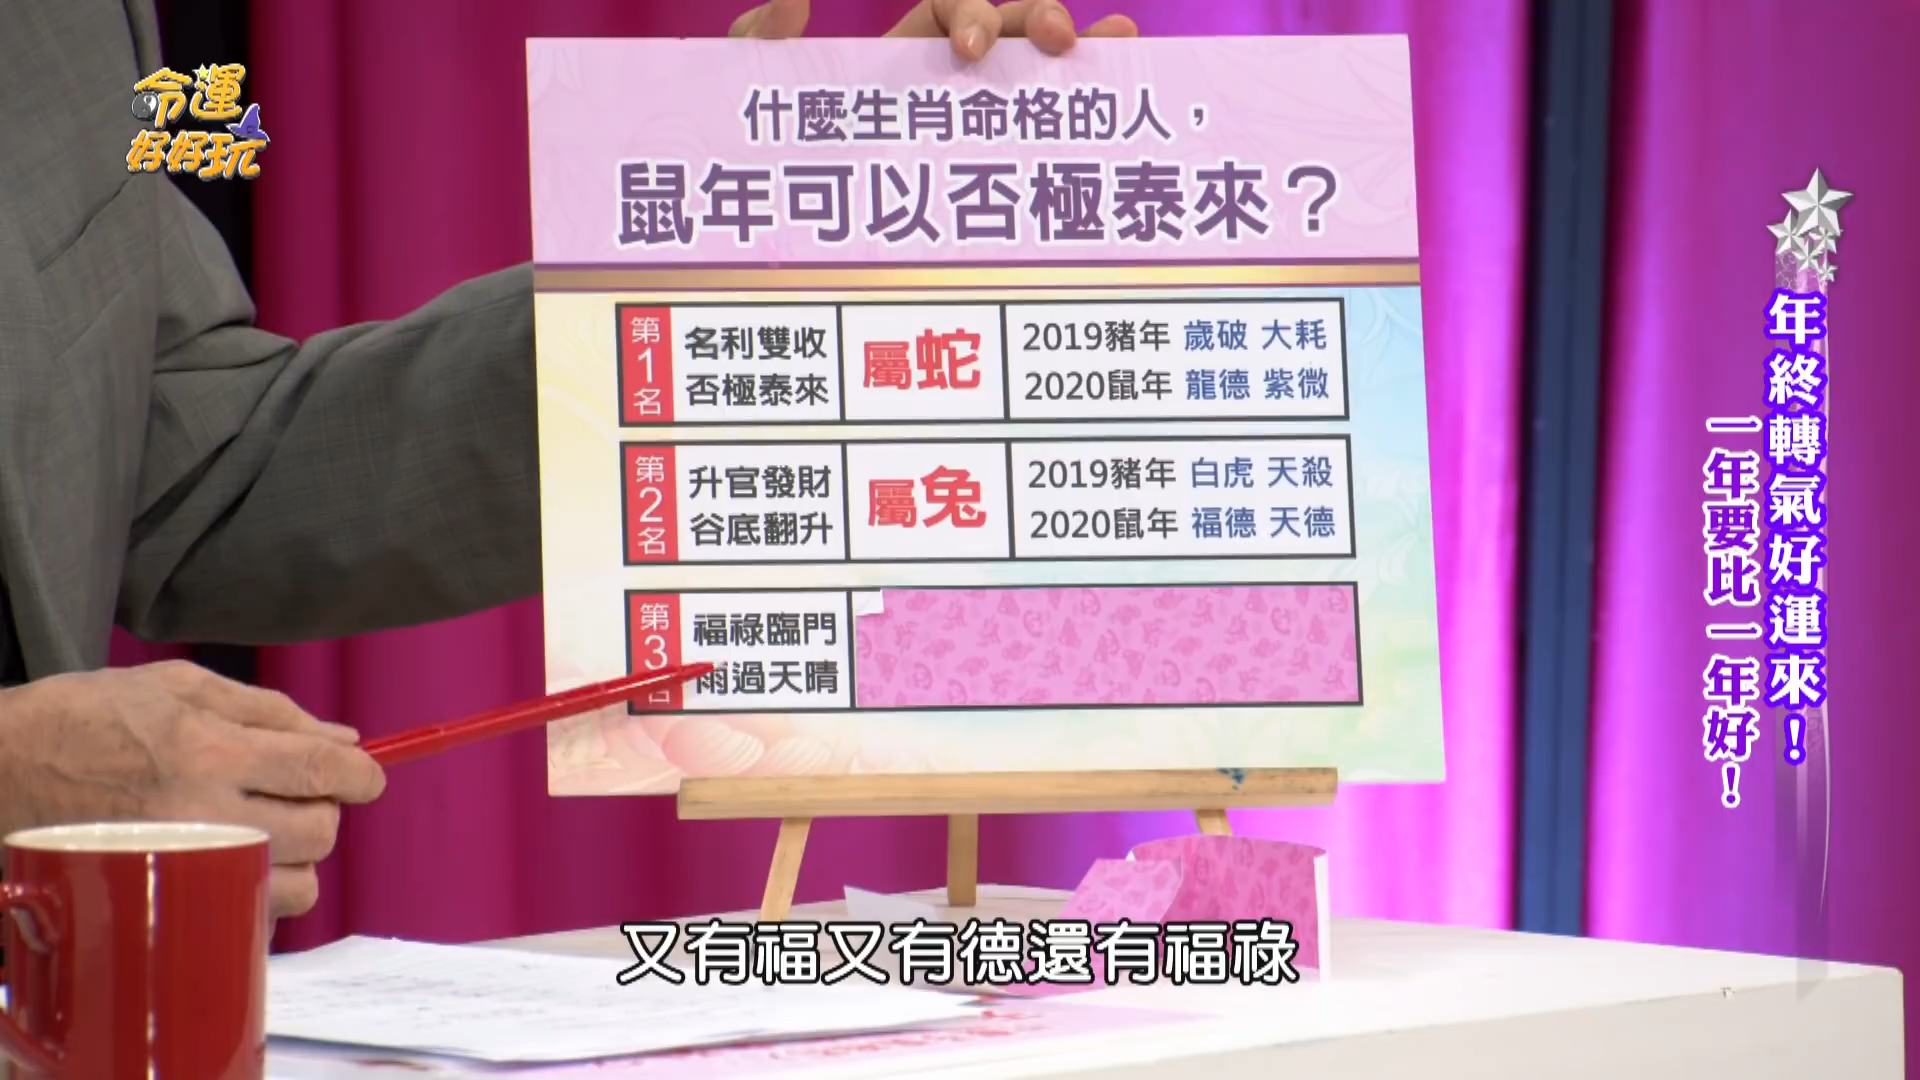 命運
好好玩
什麼生肖命格的人，
鼠年可以否極泰來？
第1名
名利雙收
否極泰來
屬蛇
2019豬年 歲破 大耗
2020鼠年 龍德 紫微
第2名
升官發財
谷底翻升
屬兔
2019豬年 白虎 天殺
2020鼠年 福德 天德
第3名
福祿臨門
雨過天晴
年終轉氣好運來！
一年要比一年好！
又有福又有德還有福祿